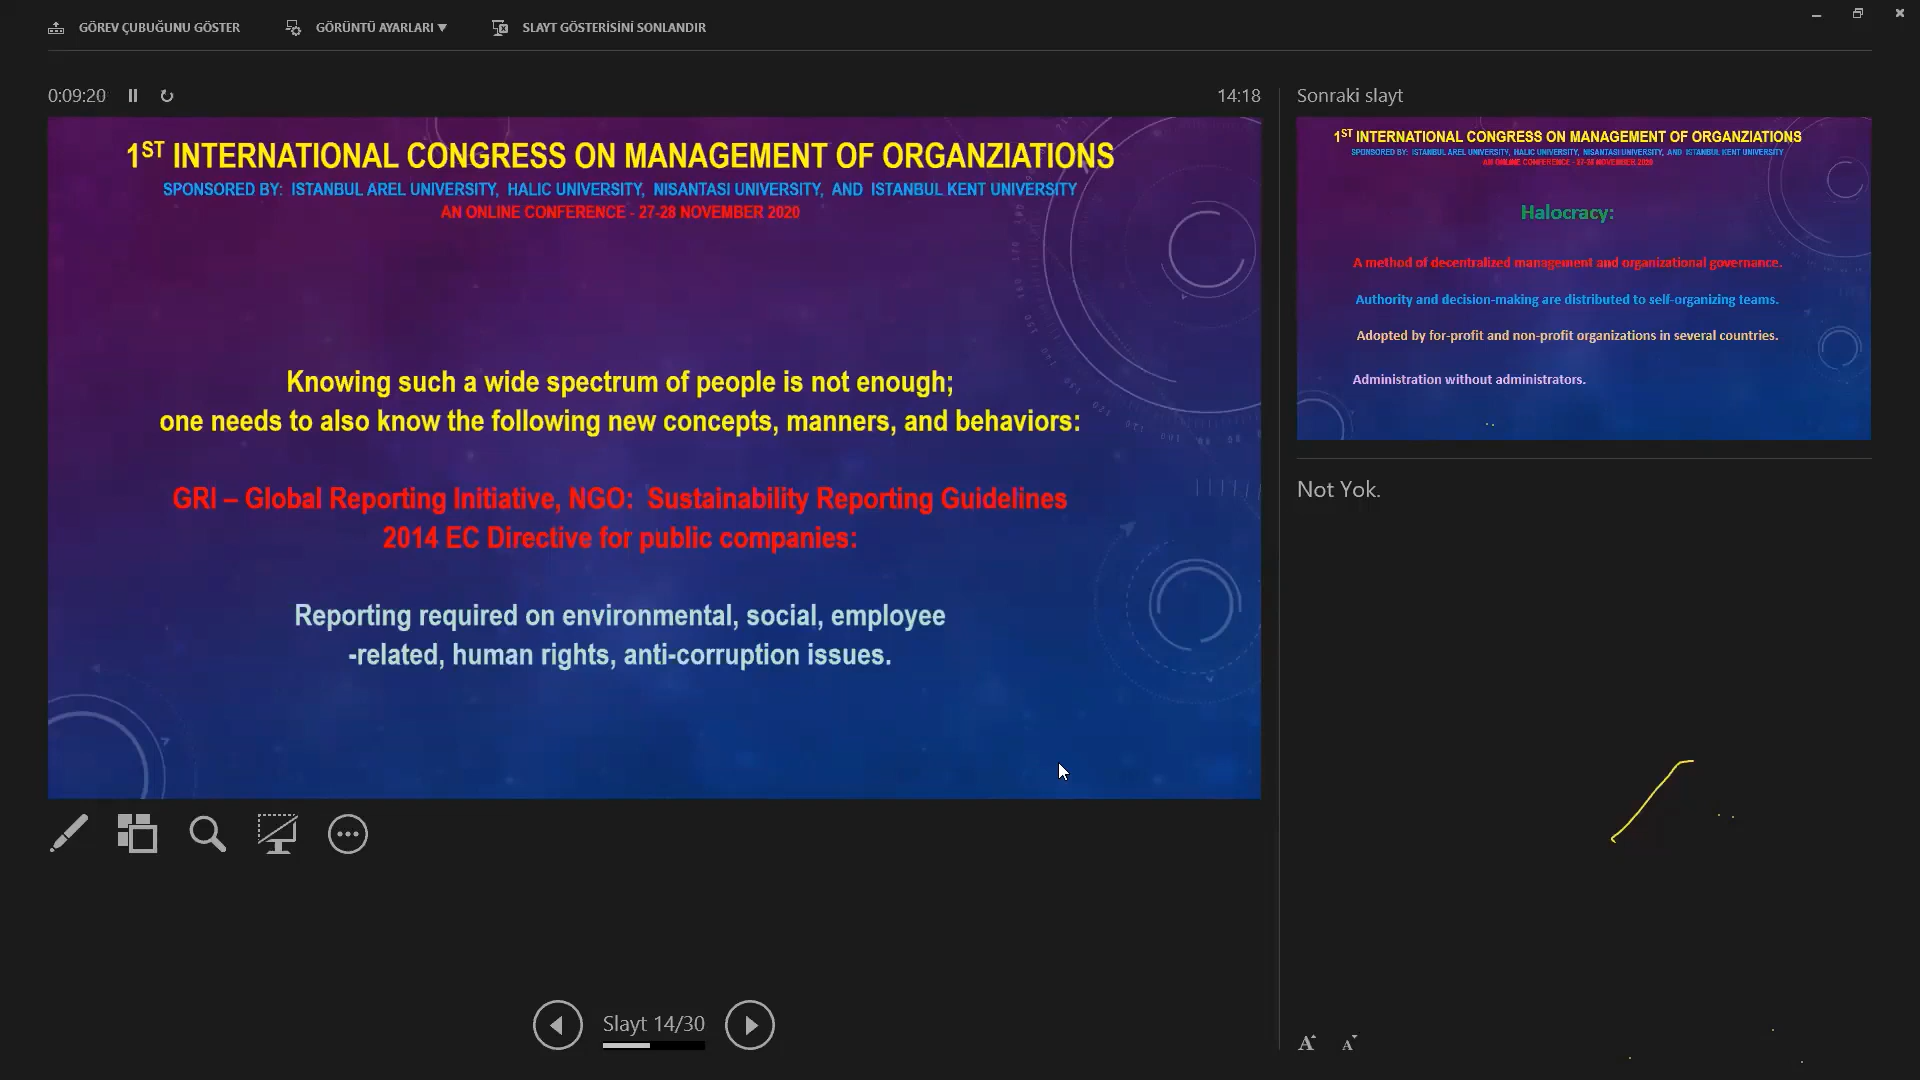 GÖREV ÇUBUĞUNU GÖSTER
GÖRÜNTÜ AYARLARI
SLAYT GÖSTERİSİNİ SONLANDIR
0:09:20
14:18
1ST INTERNATIONAL CONGRESS ON MANAGEMENT OF ORGANZIATIONS
SPONSORED BY: ISTANBUL AREL UNIVERSITY, HALIC UNIVERSITY, NISANTASI UNIVERSITY, AND ISTANBUL KENT UNIVERSITY
AN ONLINE CONFERENCE - 27-28 NOVEMBER 2020
Knowing such a wide spectrum of people is not enough;
one needs to also know the following new concepts, manners, and behaviors:
GRI – Global Reporting Initiative, NGO: Sustainability Reporting Guidelines
2014 EC Directive for public companies:
Reporting required on environmental, social, employee
-related, human rights, anti-corruption issues.
Slayt 14/30
Sonraki slayt
1ST INTERNATIONAL CONGRESS ON MANAGEMENT OF ORGANZIATIONS
SPONSORED BY: ISTANBUL AREL UNIVERSITY, HALIC UNIVERSITY, NISANTASI UNIVERSITY, AND ISTANBUL KENT UNIVERSITY
AN ONLINE CONFERENCE - 27-28 NOVEMBER 2020
Halocracy:
A method of decentralized management and organizational governance.
Authority and decision-making are distributed to self-organizing teams.
Adopted by for-profit and non-profit organizations in several countries.
Administration without administrators.
Not Yok.
A A